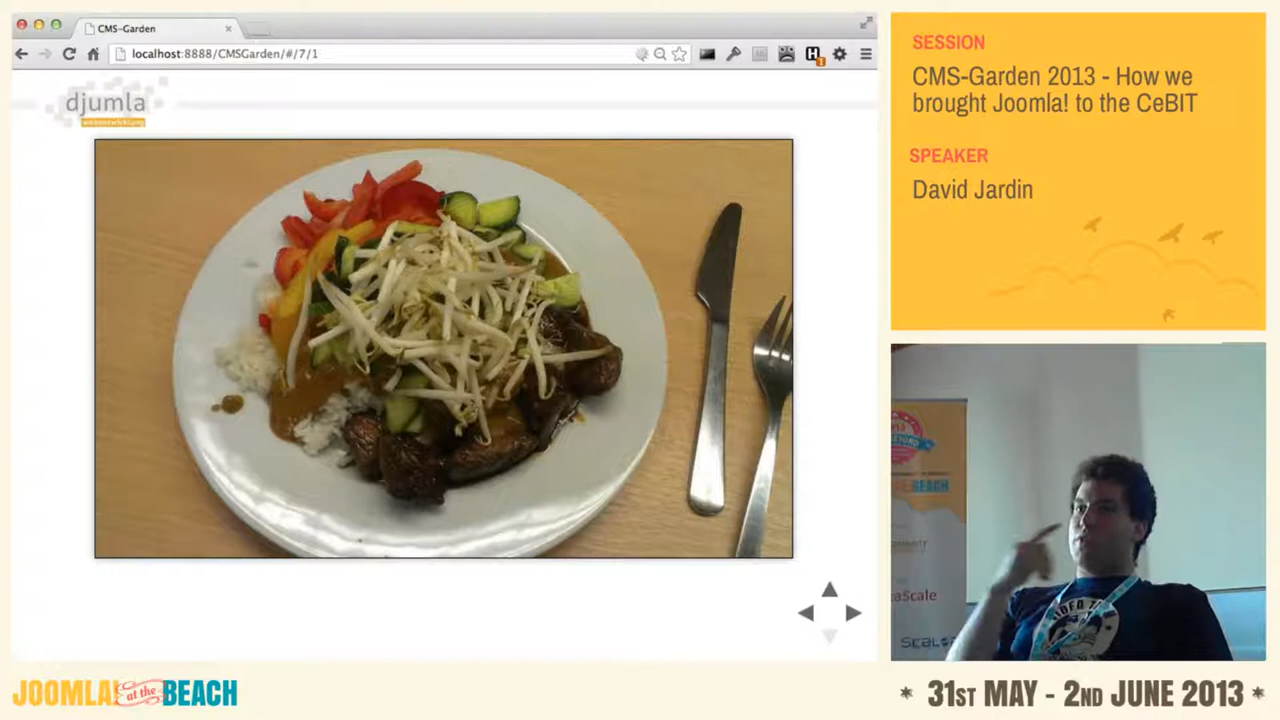 CMS-Garden
localhost:8888/CMSGarden/#/7/1
djumla
webentwicklung
SESSION
CMS-Garden 2013 - How we
brought Joomla! to the CeBIT
SPEAKER
David Jardin
BEACH
JOOMLA! at the BEACH
* 31ST MAY - 2ND JUNE 2013 *